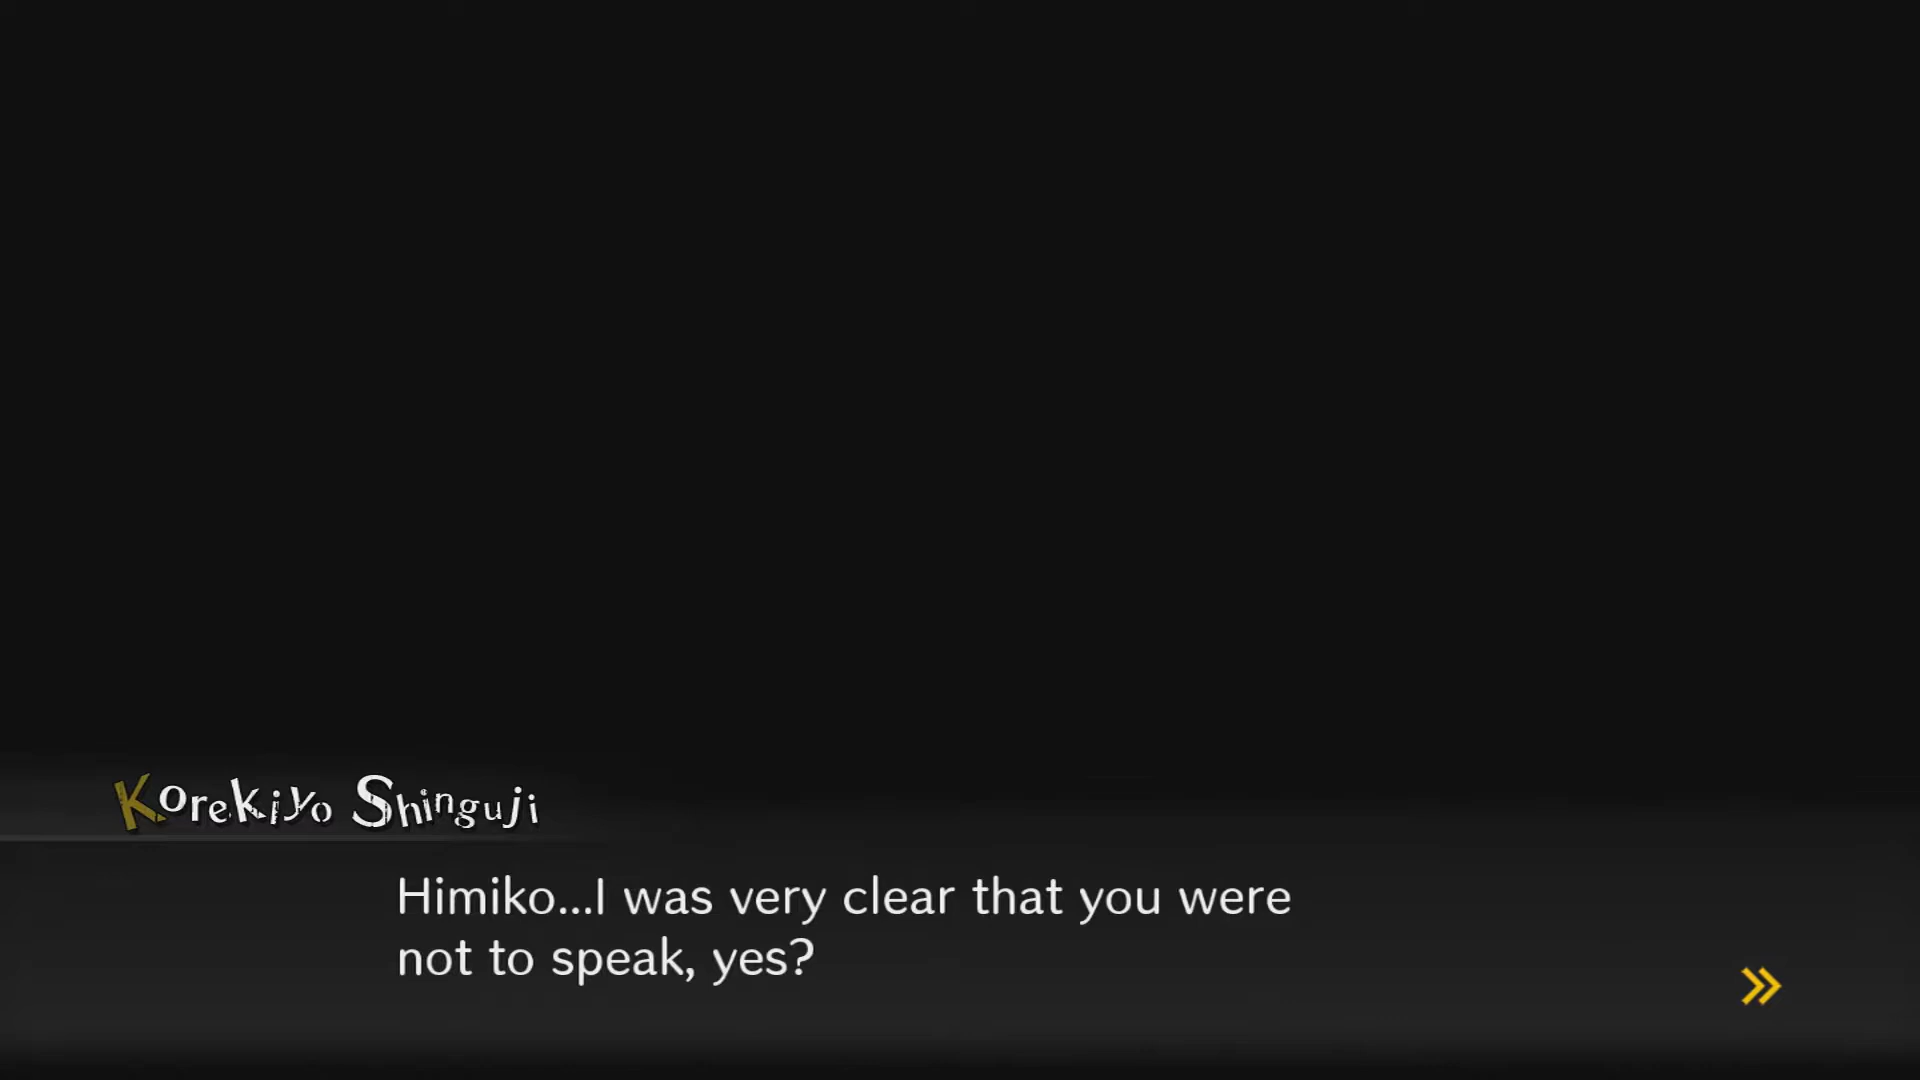 Korekiyo Shinguji
Himiko...I was very clear that you were
not to speak, yes?